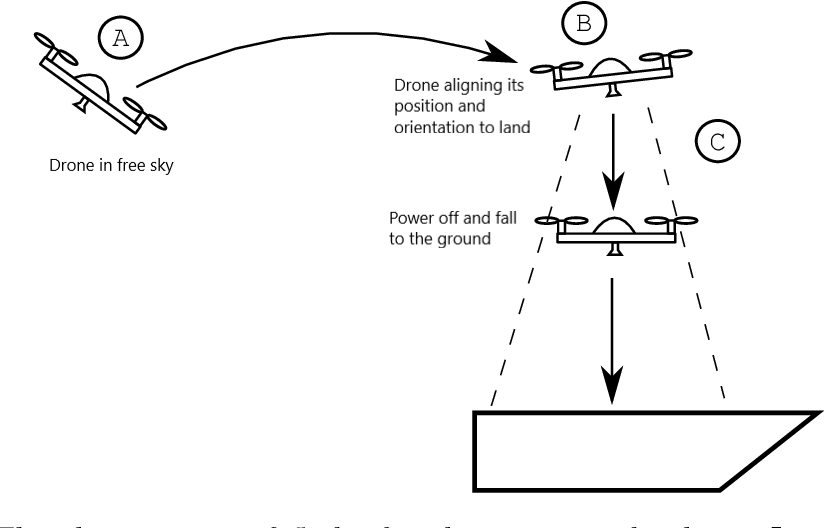 A
B
Drone aligning its
position and
orientation to land
C
Drone in free sky
Power off and fall
to the ground